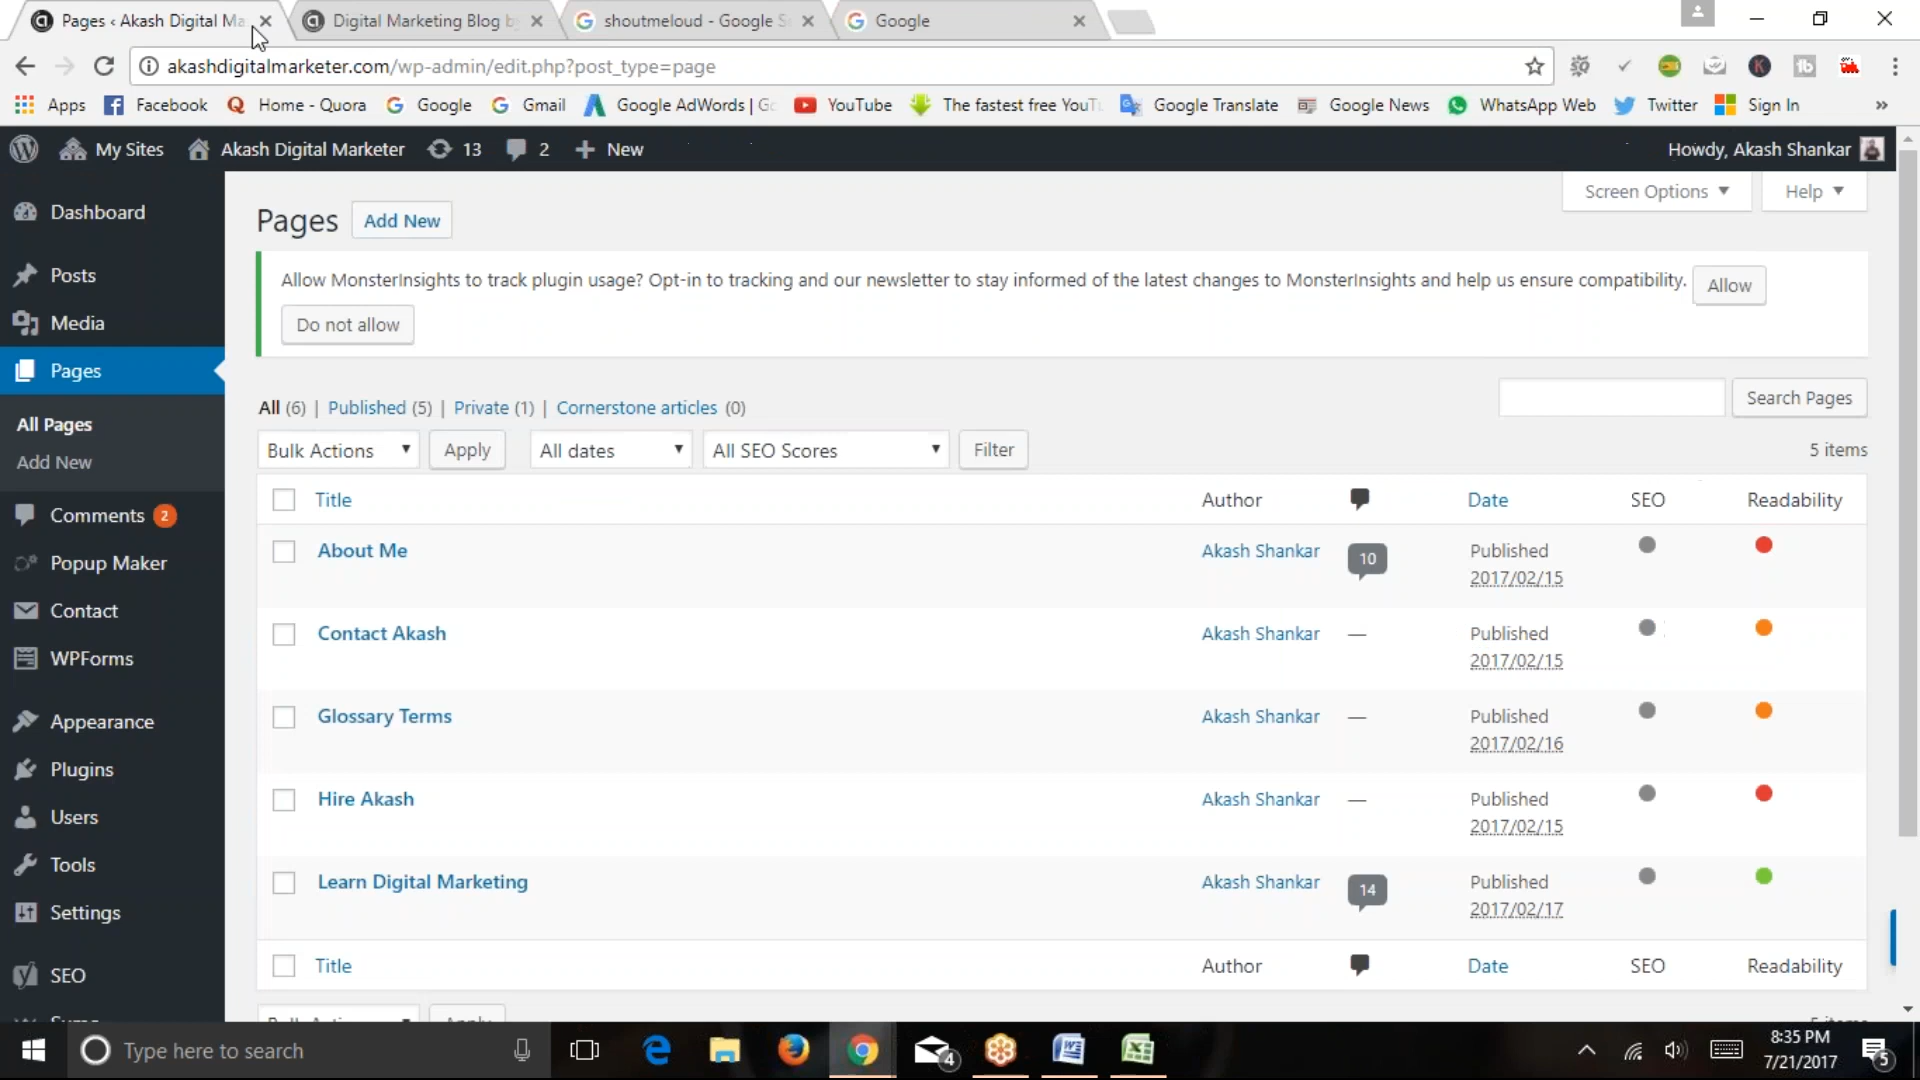 Pages ‹ Akash Digital Ma
Digital Marketing Blog b
shoutmeloud - Google S
Google
akashdigitalmarketer.com/wp-admin/edit.php?post_type=page
Apps
Facebook
Home - Quora
Google
Gmail
Google AdWords | G
YouTube
The fastest free YouT
Google Translate
Google News
WhatsApp Web
Twitter
Sign In
»
My Sites
Akash Digital Marketer
13
2
+ New
Howdy, Akash Shankar
Screen Options
Help
Dashboard
Posts
Media
Pages
All Pages
Add New
Comments 2
Popup Maker
Contact
WPForms
Appearance
Plugins
Users
Tools
Settings
SEO
Pages
Add New
Allow MonsterInsights to track plugin usage? Opt-in to tracking and our newsletter to stay informed of the latest changes to MonsterInsights and help us ensure compatibility.
Allow
Do not allow
All (6) | Published (5) | Private (1) | Cornerstone articles (0)
Search Pages
Bulk Actions
Apply
All dates
All SEO Scores
Filter
5 items
Title Author Date SEO Readability
About Me Akash Shankar 10 Published
2017/02/15
Contact Akash Akash Shankar — Published
2017/02/15
Glossary Terms Akash Shankar — Published
2017/02/16
Hire Akash Akash Shankar — Published
2017/02/15
Learn Digital Marketing Akash Shankar 14 Published
2017/02/17
Title Author Date SEO Readability
Type here to search
4
8:35 PM
7/21/2017
5